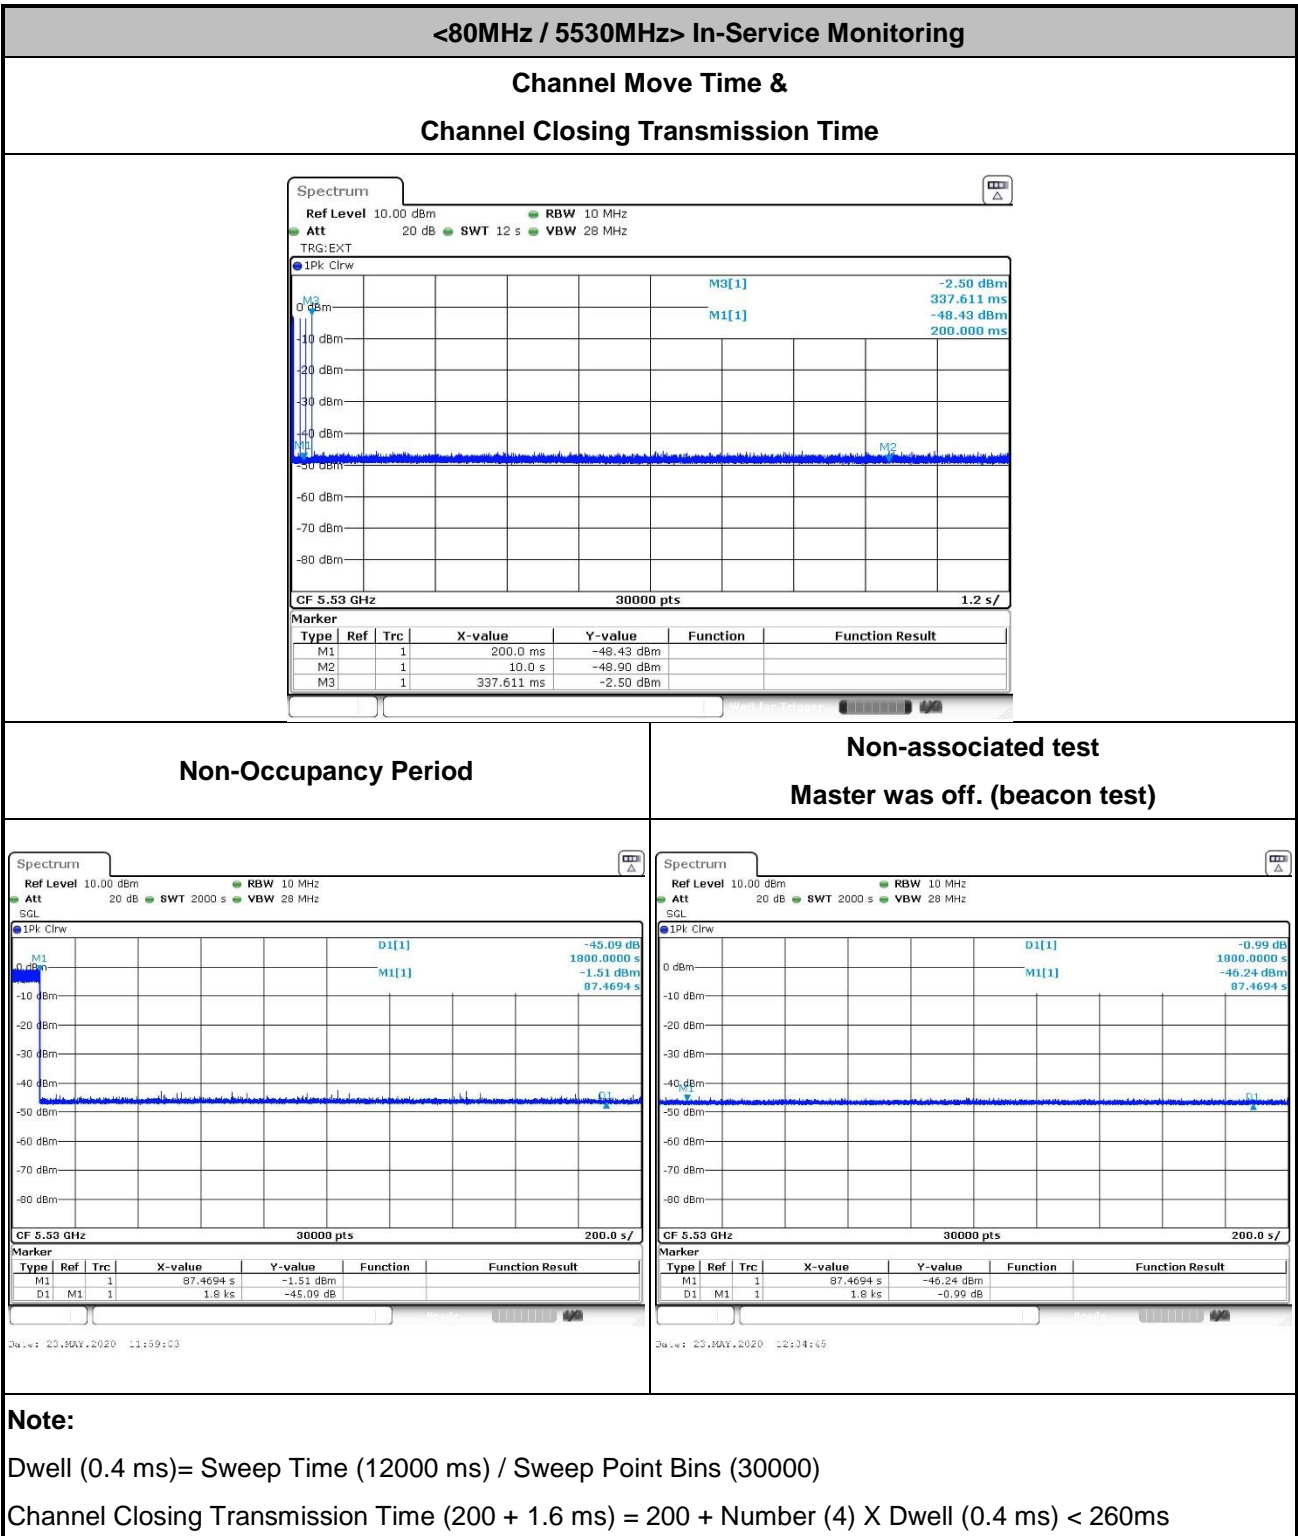 <80MHz / 5530MHz> In-Service Monitoring
Channel Move Time &
Channel Closing Transmission Time
Spectrum
Ref Level 10.00 dBm RBW 10 MHz
Att 20 dB SWT 12 s VBW 28 MHz
TRG:EXT
1Pk Clrw
M3[1] -2.50 dBm
337.611 ms
M3
0 dBm
M1[1] -48.43 dBm
200.000 ms
-10 dBm
-20 dBm
-30 dBm
-40 dBm
M1 M2
-50 dBm
-60 dBm
-70 dBm
-80 dBm
CF 5.53 GHz 30000 pts 1.2 s/
Marker
Type Ref Trc X-value Y-value Function Function Result
M1 1 200.0 ms -48.43 dBm
M2 1 10.0 s -48.90 dBm
M3 1 337.611 ms -2.50 dBm
Wait for Trigger
Non-Occupancy Period
Non-associated test
Master was off. (beacon test)
Spectrum
Ref Level 10.00 dBm RBW 10 MHz
Att 20 dB SWT 2000 s VBW 28 MHz
SGL
1Pk Clrw
D1[1] -45.09 dB
1800.0000 s
M1
0 dBm
M1[1] -1.51 dBm
87.4694 s
-10 dBm
-20 dBm
-30 dBm
-40 dBm
D1
-50 dBm
-60 dBm
-70 dBm
-80 dBm
CF 5.53 GHz 30000 pts 200.0 s/
Marker
Type Ref Trc X-value Y-value Function Function Result
M1 1 87.4694 s -1.51 dBm
D1 M1 1 1.8 ks -45.09 dB
Date: 23.MAY.2020 11:59:03
Spectrum
Ref Level 10.00 dBm RBW 10 MHz
Att 20 dB SWT 2000 s VBW 28 MHz
SGL
1Pk Clrw
D1[1] -0.99 dB
1800.0000 s
0 dBm
M1[1] -46.24 dBm
87.4694 s
-10 dBm
-20 dBm
-30 dBm
-40 dBm
M1 D1
-50 dBm
-60 dBm
-70 dBm
-80 dBm
CF 5.53 GHz 30000 pts 200.0 s/
Marker
Type Ref Trc X-value Y-value Function Function Result
M1 1 87.4694 s -46.24 dBm
D1 M1 1 1.8 ks -0.99 dB
Date: 23.MAY.2020 12:34:45
Note:
Dwell (0.4 ms)= Sweep Time (12000 ms) / Sweep Point Bins (30000)
Channel Closing Transmission Time (200 + 1.6 ms) = 200 + Number (4) X Dwell (0.4 ms) < 260ms